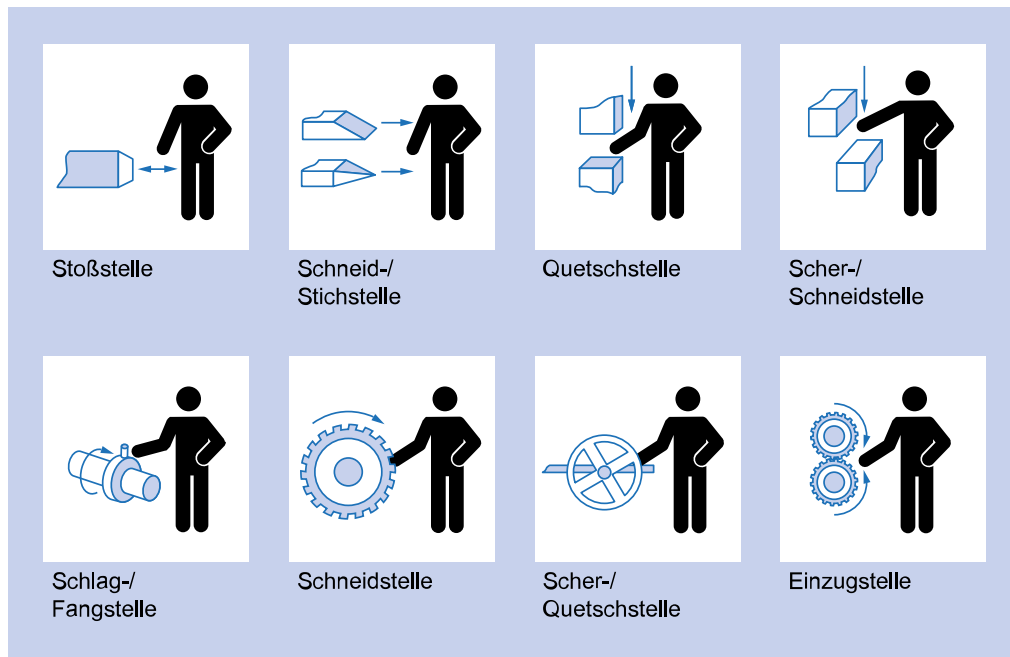 Stoßstelle
Schneid-/
Stichstelle
Quetschstelle
Scher-/
Schneidstelle
Schlag-/
Fangstelle
Schneidstelle
Scher-/
Quetschstelle
Einzugstelle